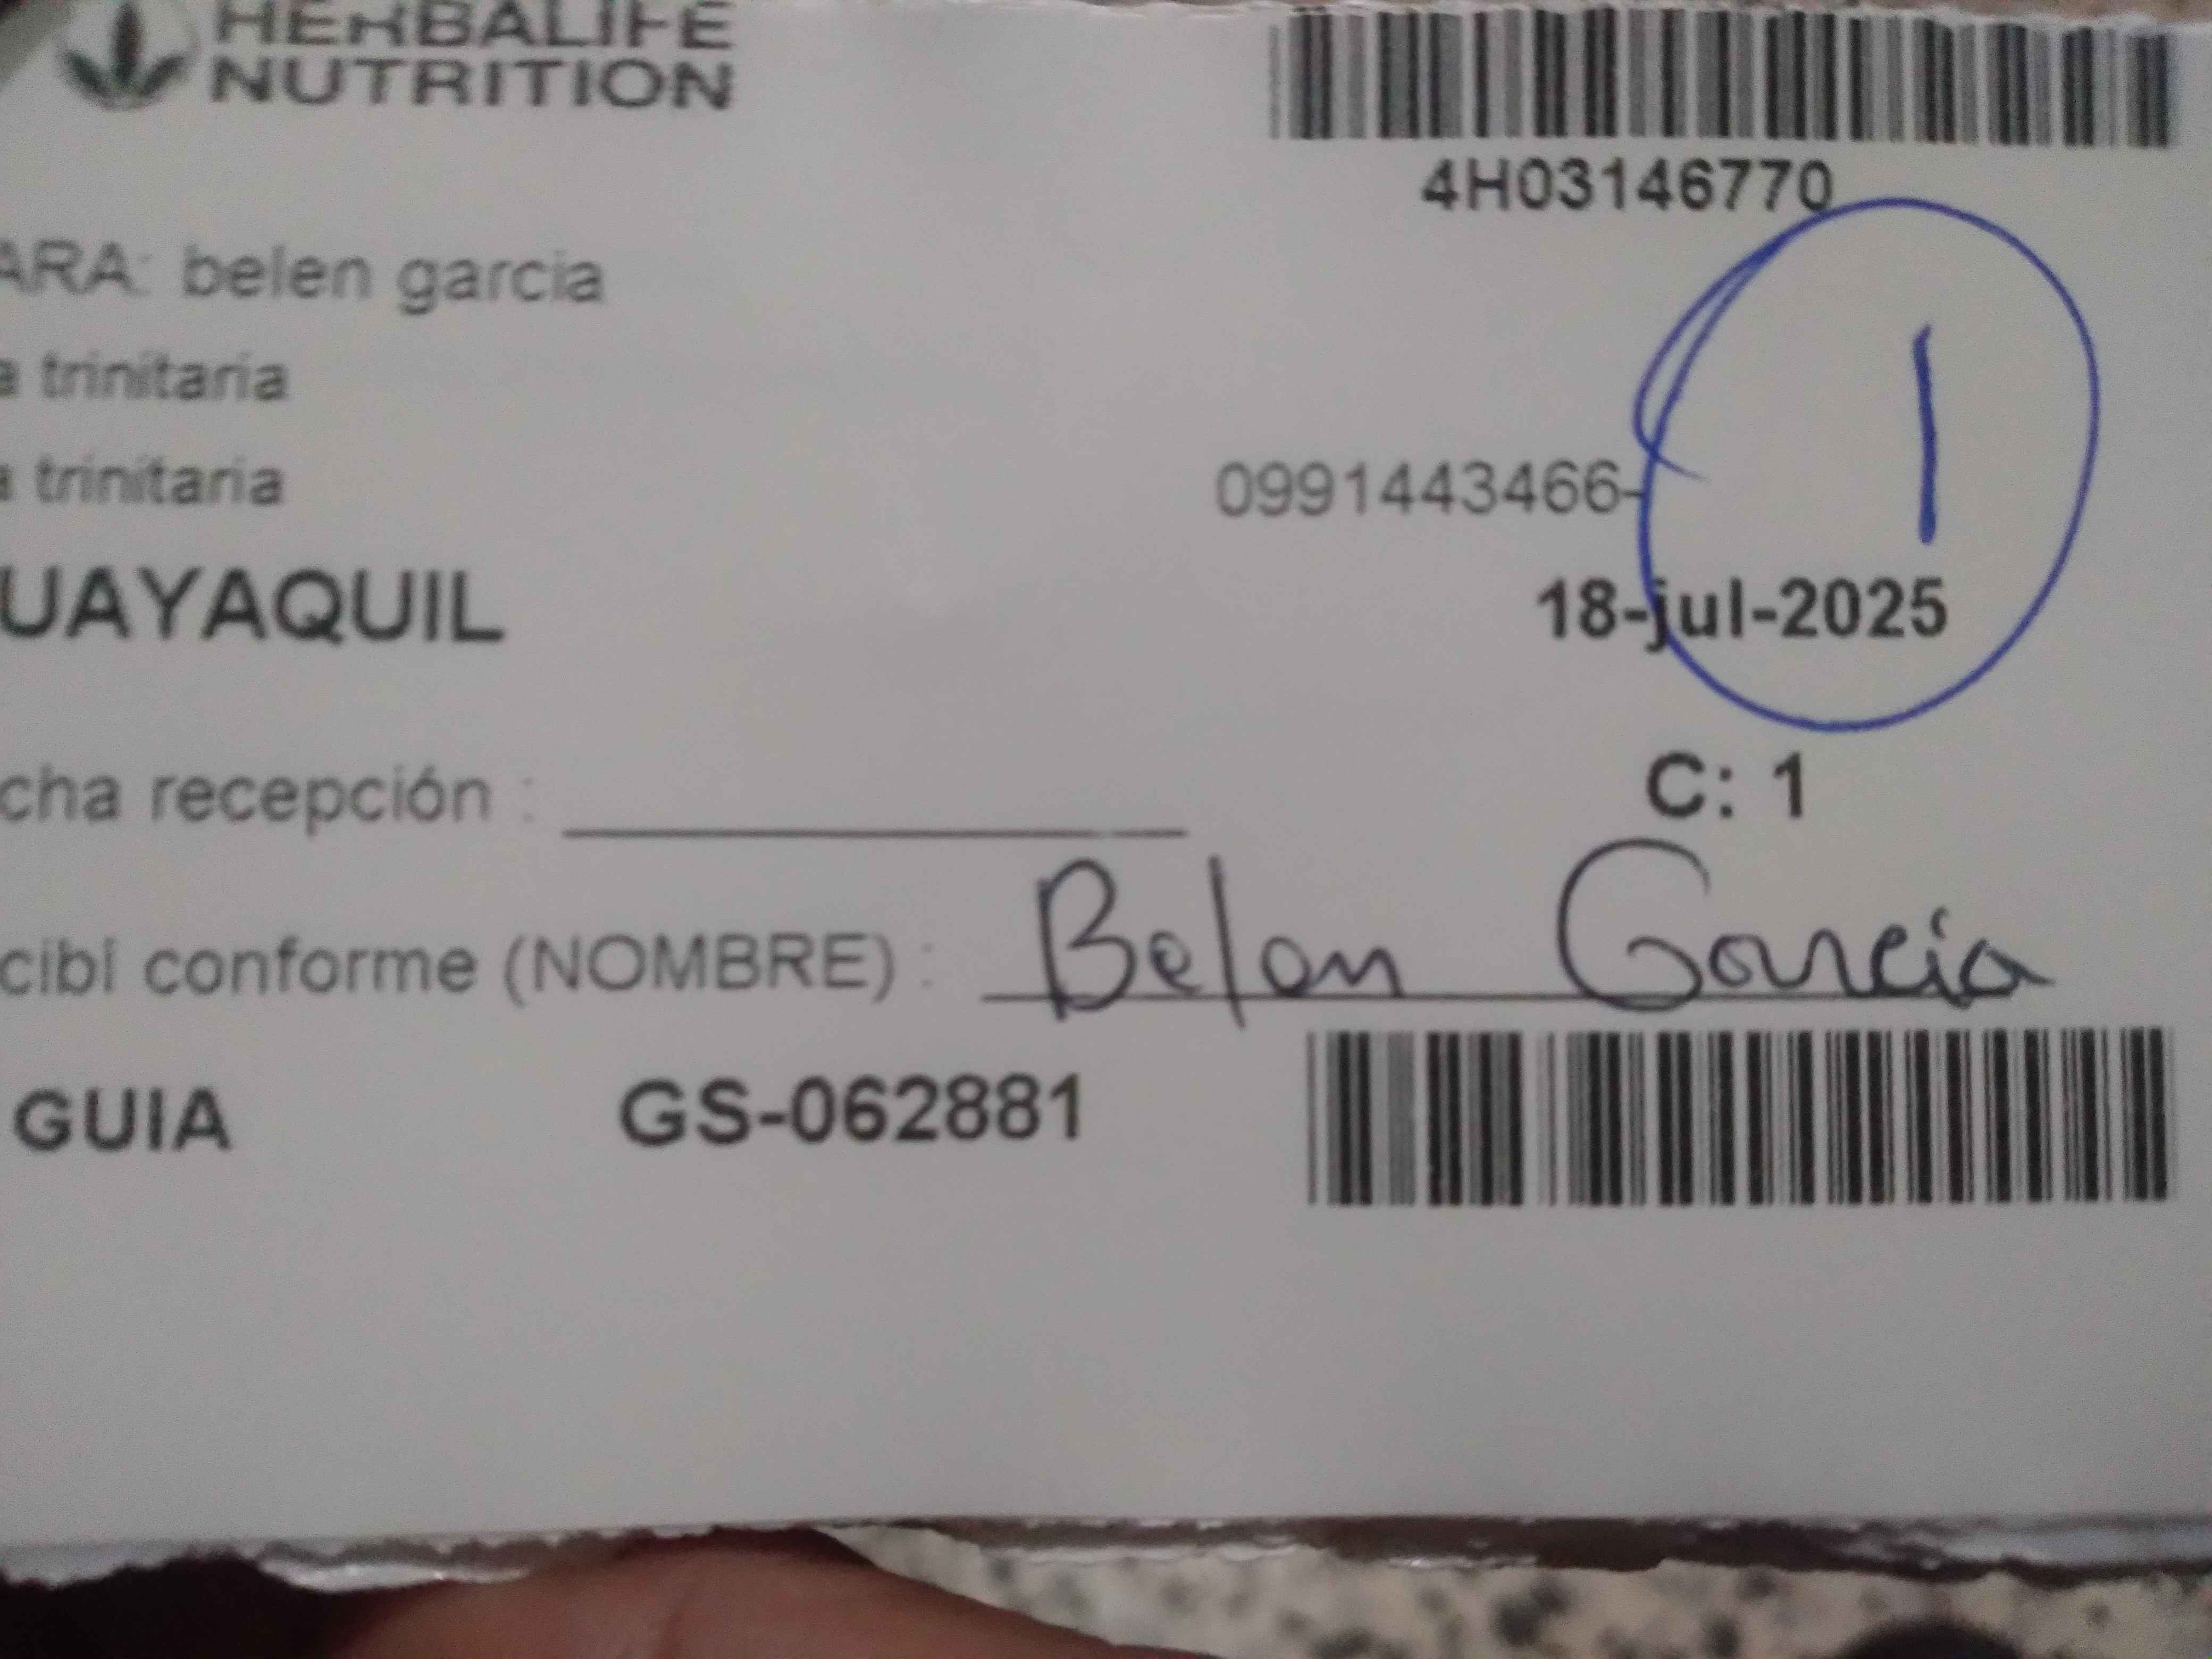 HERBALIFE
NUTRITION
4H03146770
ARA: belen garcia
a trinitaria
a trinitaria
0991443466-
1
UAYAQUIL
18-jul-2025
cha recepción :
C: 1
cibí conforme (NOMBRE) : Belen Garcia
GUIA GS-062881